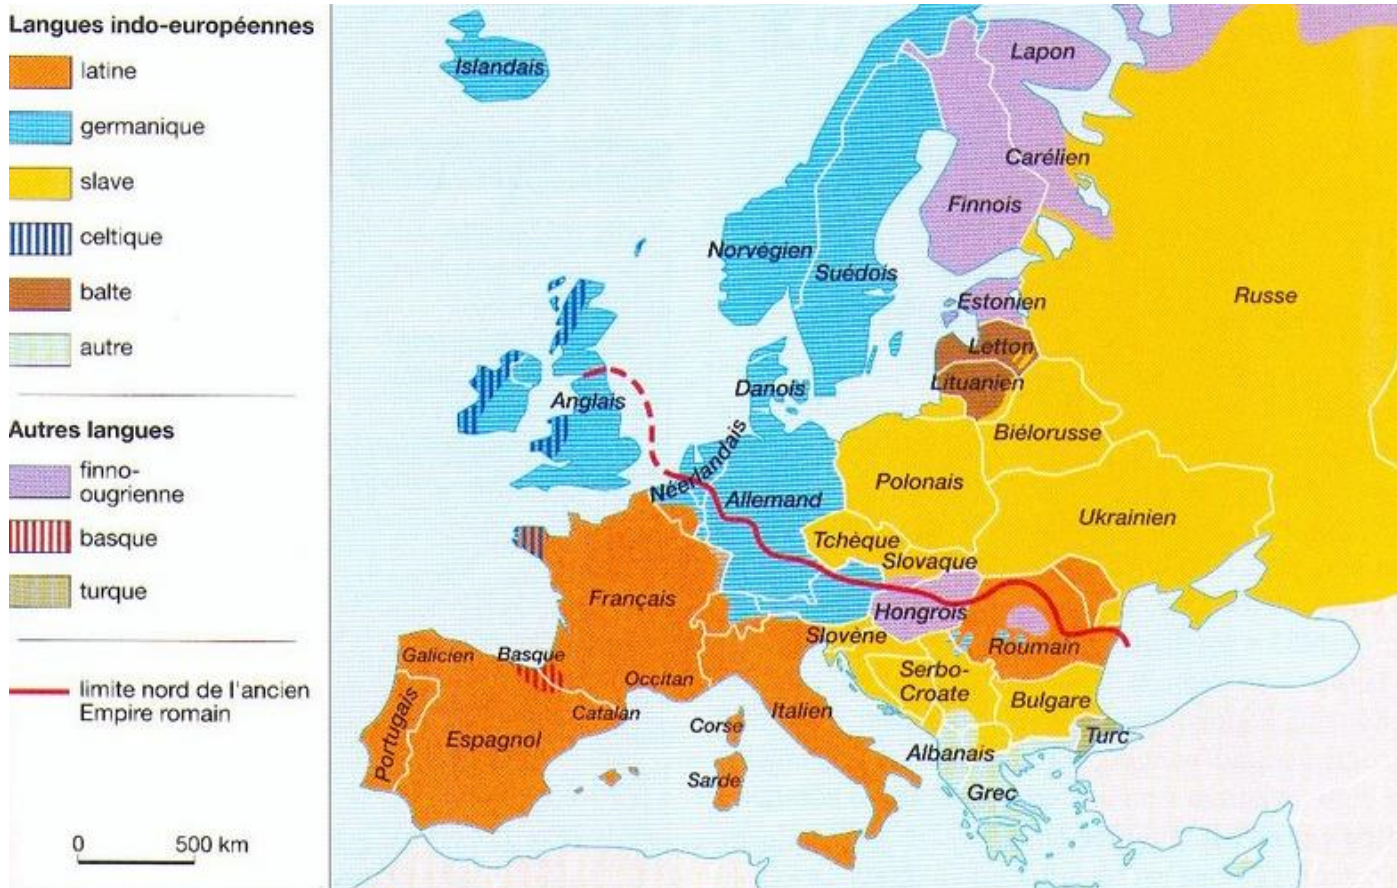 Langues indo-européennes
latine
germanique
slave
celtique
balte
autre
Autres langues
finno-
ougrienne
basque
turque
limite nord de l'ancien
Empire romain
0 500 km
Islandais
Lapon
Carélien
Finnois
Norvégien
Suédois
Russe
Estonien
Letton
Lituanien
Danois
Anglais
Biélorusse
Néerlandais
Allemand
Polonais
Ukrainien
Tchèque
Slovaque
Français
Hongrois
Slovène
Roumain
Galicien
Basque
Occitan
Serbo-
Croate
Bulgare
Portugais
Catalan
Corse
Italien
Espagnol
Turc
Albanais
Sarde
Grec